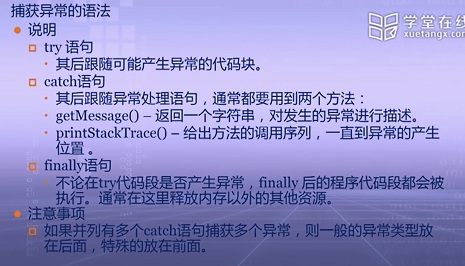 捕获异常的语法
学堂在线
xuetangx.com
说明
try 语句
其后跟随可能产生异常的代码块。
catch语句
其后跟随异常处理语句，通常都要用到两个方法：
getMessage() – 返回一个字符串，对发生的异常进行描述。
printStackTrace() – 给出方法的调用序列，一直到异常的产生
位置 。
finally语句
不论在try代码段是否产生异常，finally 后的程序代码段都会被
执行。通常在这里释放内存以外的其他资源。
注意事项
如果并列有多个catch语句捕获多个异常，则一般的异常类型放
在后面，特殊的放在前面。